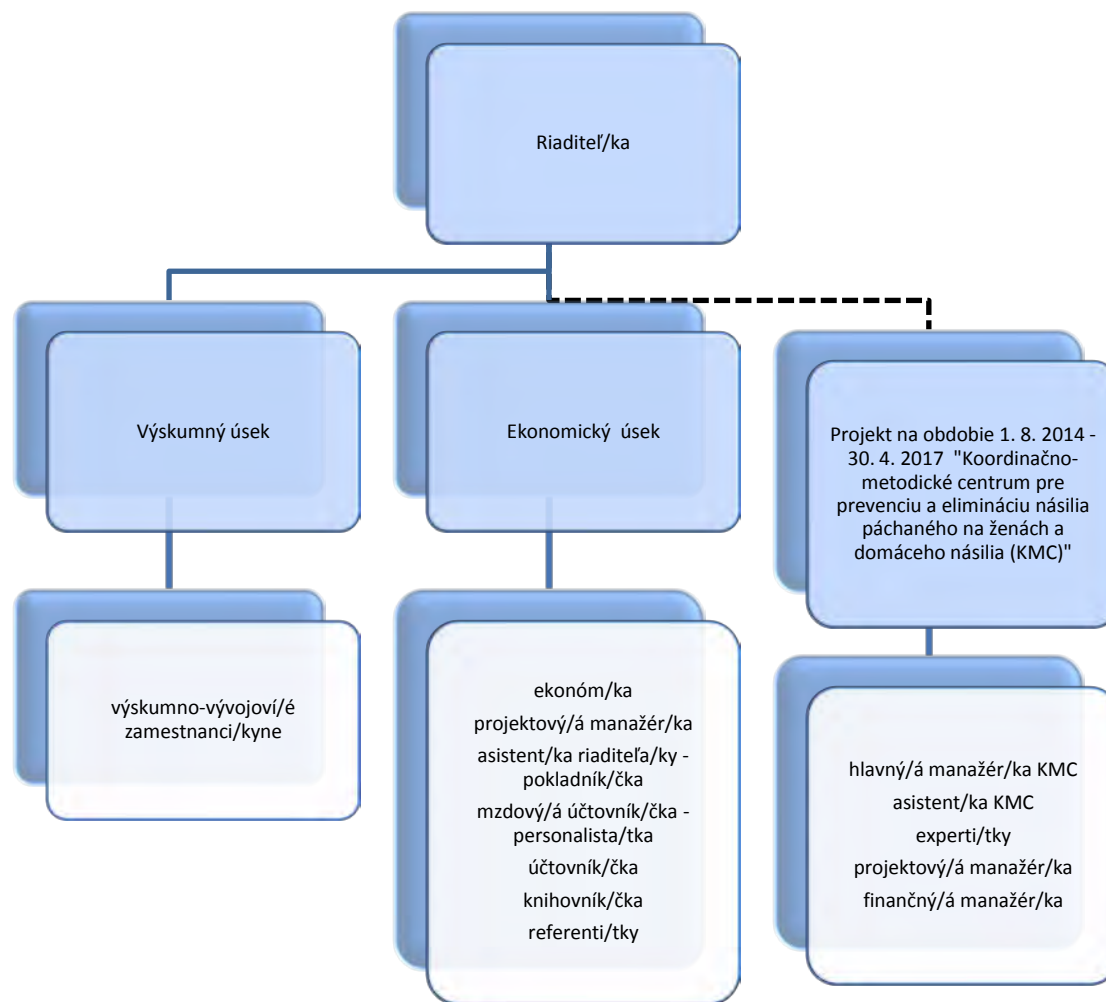 Riaditeľ/ka
Výskumný úsek
Ekonomický  úsek
Projekt na obdobie 1. 8. 2014 -
30. 4. 2017  "Koordinačno-
metodické centrum pre
prevenciu a elimináciu násilia
páchaného na ženách a
domáceho násilia (KMC)"
výskumno-vývojoví/é
zamestnanci/kyne
ekonóm/ka
projektový/á manažér/ka
asistent/ka riaditeľa/ky -
pokladník/čka
mzdový/á účtovník/čka -
personalista/tka
účtovník/čka
knihovník/čka
referenti/tky
hlavný/á manažér/ka KMC
asistent/ka KMC
experti/tky
projektový/á manažér/ka
finančný/á manažér/ka